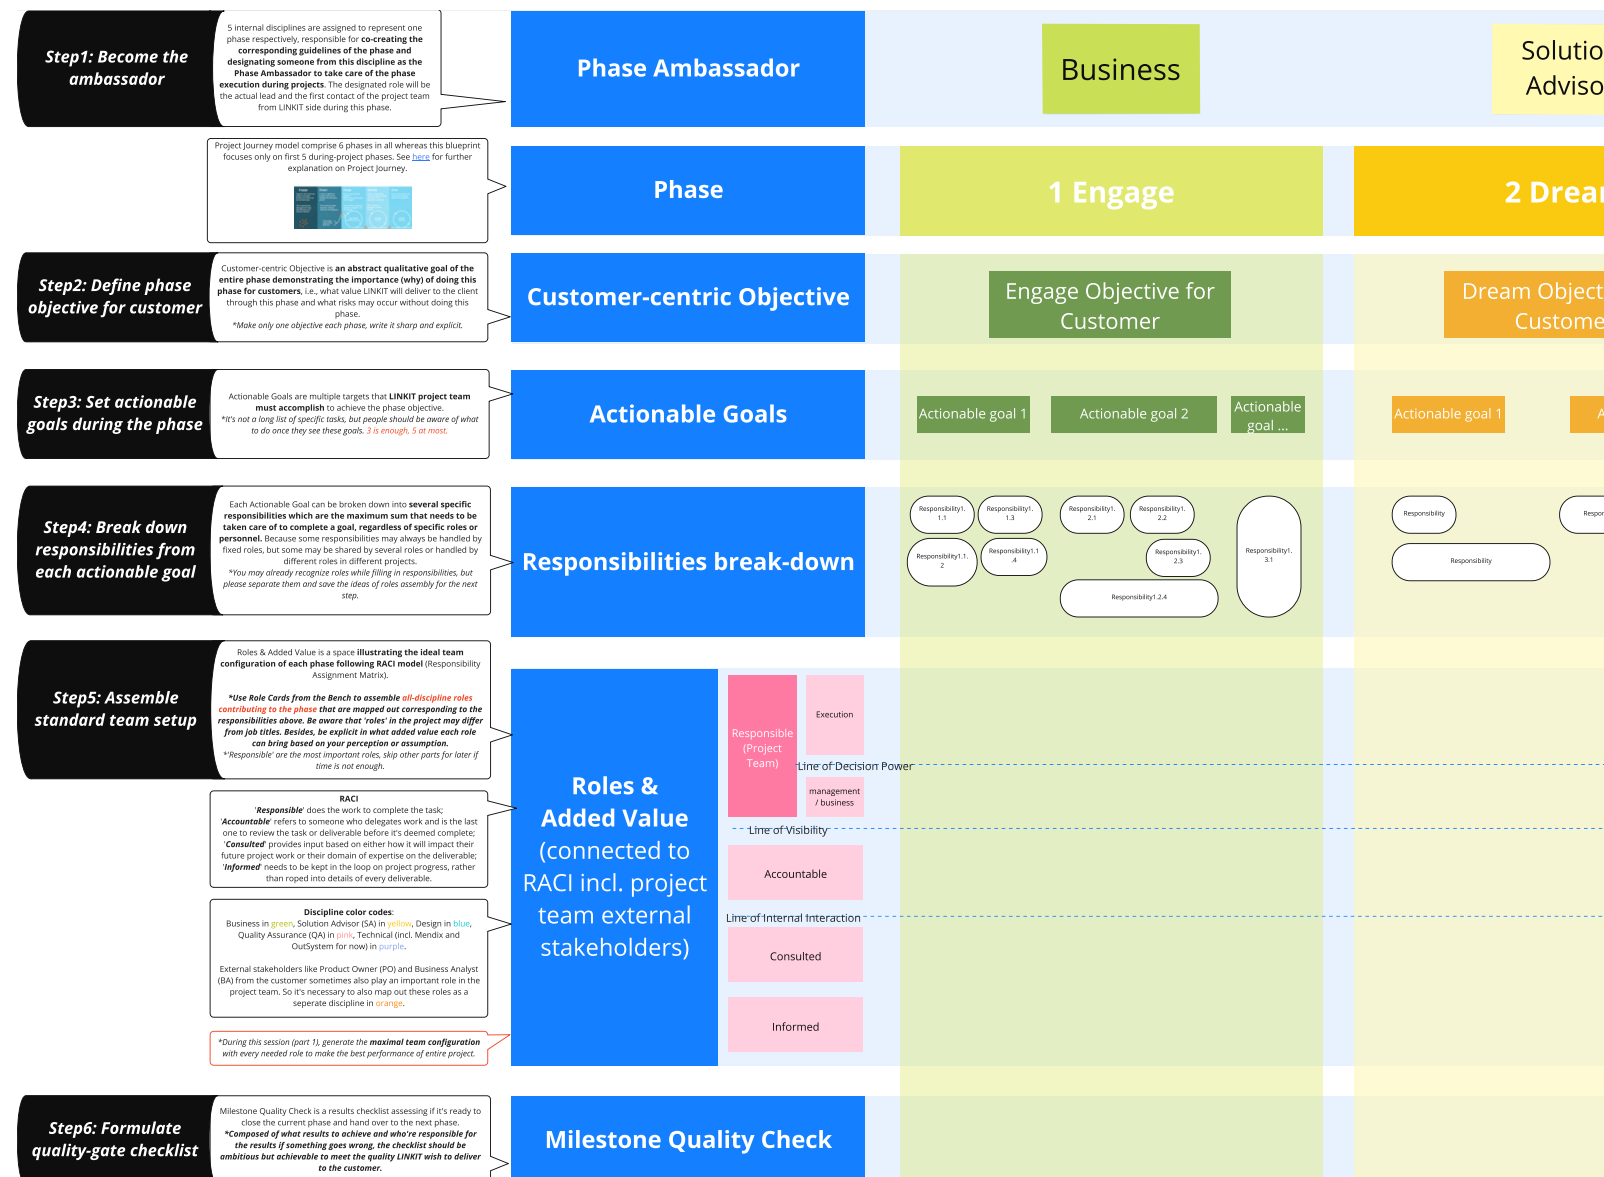 Step1: Become the
ambassador
5 internal disciplines are assigned to represent one
phase respectively, responsible for co-creating the
corresponding guidelines of the phase and
designating someone from this discipline as the
Phase Ambassador to take care of the phase
execution during projects. The designated role will be
the actual lead and the first contact of the project team
from LINKIT side during this phase.
Phase Ambassador
Business
Solutio
Adviso
Project Journey model comprise 6 phases in all whereas this blueprint
focuses only on first 5 during-project phases. See here for further
explanation on Project Journey.
Phase
1 Engage
2 Drea
Step2: Define phase
objective for customer
Customer-centric Objective is an abstract qualitative goal of the
entire phase demonstrating the importance (why) of doing this
phase for customers, i.e., what value LINKIT will deliver to the client
through this phase and what risks may occur without doing this
phase.
*Make only one objective each phase, write it sharp and explicit.
Customer-centric Objective
Engage Objective for
Customer
Dream Object
Custome
Step3: Set actionable
goals during the phase
Actionable Goals are multiple targets that LINKIT project team
must accomplish to achieve the phase objective.
*It's not a long list of specific tasks, but people should be aware of what
to do once they see these goals. 3 is enough, 5 at most.
Actionable Goals
Actionable goal 1
Actionable goal 2
Actionable
goal ...
Actionable goal 1
A
Step4: Break down
responsibilities from
each actionable goal
Each Actionable Goal can be broken down into several specific
responsibilities which are the maximum sum that needs to be
taken care of to complete a goal, regardless of specific roles or
personnel. Because some responsibilities may always be handled by
fixed roles, but some may be shared by several roles or handled by
different roles in different projects.
*You may already recognize roles while filling in responsibilities, but
please separate them and save the ideas of roles assembly for the next
step.
Responsibilities break-down
Responsibility1.
1.1
Responsibility1.
1.3
Responsibility1.
2.1
Responsibility1.
2.2
Responsibility1.1.
2
Responsibility1.1
.4
Responsibility1.
2.3
Responsibility1.2.4
Responsibility1.
3.1
Responsibility
Respon
Responsibility
Step5: Assemble
standard team setup
Roles & Added Value is a space illustrating the ideal team
configuration of each phase following RACI model (Responsibility
Assignment Matrix).
*Use Role Cards from the Bench to assemble all-discipline roles
contributing to the phase that are mapped out corresponding to the
responsibilities above. Be aware that 'roles' in the project may differ
from job titles. Besides, be explicit in what added value each role
can bring based on your perception or assumption.
*'Responsible' are the most important roles, skip other parts for later if
time is not enough.
RACI
'Responsible' does the work to complete the task;
'Accountable' refers to someone who delegates work and is the last
one to review the task or deliverable before it's deemed complete;
'Consulted' provides input based on either how it will impact their
future project work or their domain of expertise on the deliverable;
'Informed' needs to be kept in the loop on project progress, rather
than roped into details of every deliverable.
Discipline color codes:
Business in green, Solution Advisor (SA) in yellow, Design in blue,
Quality Assurance (QA) in pink, Technical (incl. Mendix and
OutSystem for now) in purple.
External stakeholders like Product Owner (PO) and Business Analyst
(BA) from the customer sometimes also play an important role in the
project team. So it's necessary to also map out these roles as a
seperate discipline in orange.
*During this session (part 1), generate the maximal team configuration
with every needed role to make the best performance of entire project.
Roles &
Added Value
(connected to
RACI incl. project
team external
stakeholders)
Responsible
(Project
Team)
Execution
Line of Decision Power
management
/ business
Line of Visibility
Accountable
Line of Internal Interaction
Consulted
Informed
Step6: Formulate
quality-gate checklist
Milestone Quality Check is a results checklist assessing if it's ready to
close the current phase and hand over to the next phase.
*Composed of what results to achieve and who're responsible for
the results if something goes wrong, the checklist should be
ambitious but achievable to meet the quality LINKIT wish to deliver
to the customer.
Milestone Quality Check